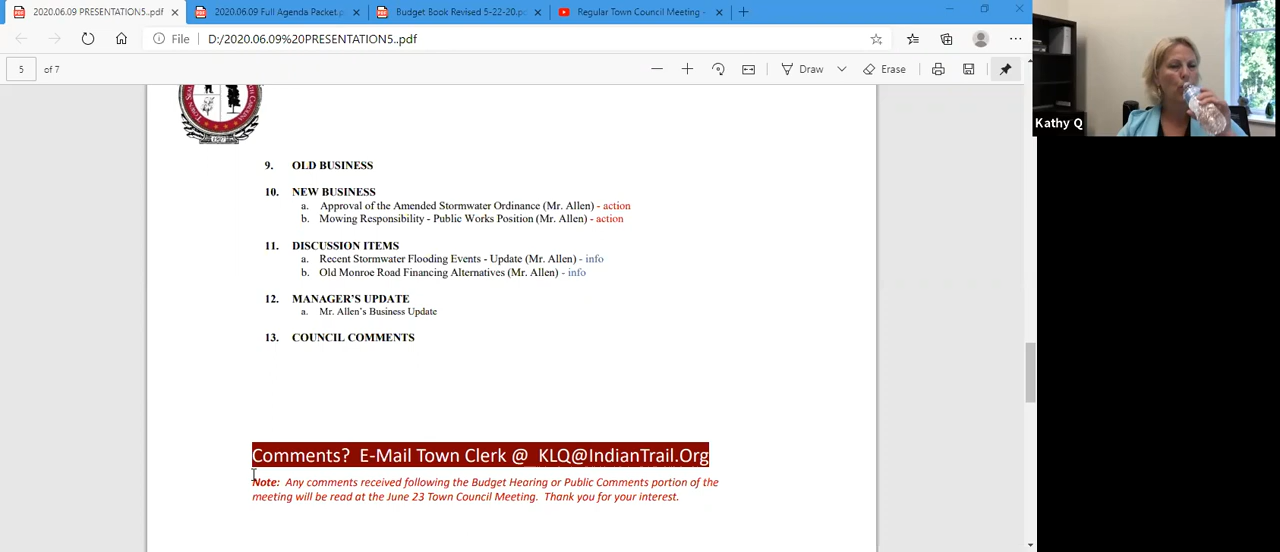 2020.06.09 PRESENTATION5..pdf
2020.06.09 Full Agenda Packet.p
Budget Book Revised 5-22-20.p
Regular Town Council Meeting -
File D:/2020.06.09%20PRESENTATION5..pdf
5 of 7
Draw
Erase
Kathy Q
9. OLD BUSINESS
10. NEW BUSINESS
a. Approval of the Amended Stormwater Ordinance (Mr. Allen) - action
b. Mowing Responsibility - Public Works Position (Mr. Allen) - action
11. DISCUSSION ITEMS
a. Recent Stormwater Flooding Events - Update (Mr. Allen) - info
b. Old Monroe Road Financing Alternatives (Mr. Allen) - info
12. MANAGER'S UPDATE
a. Mr. Allen's Business Update
13. COUNCIL COMMENTS
Comments? E-Mail Town Clerk @ KLQ@IndianTrail.Org
Note: Any comments received following the Budget Hearing or Public Comments portion of the
meeting will be read at the June 23 Town Council Meeting. Thank you for your interest.